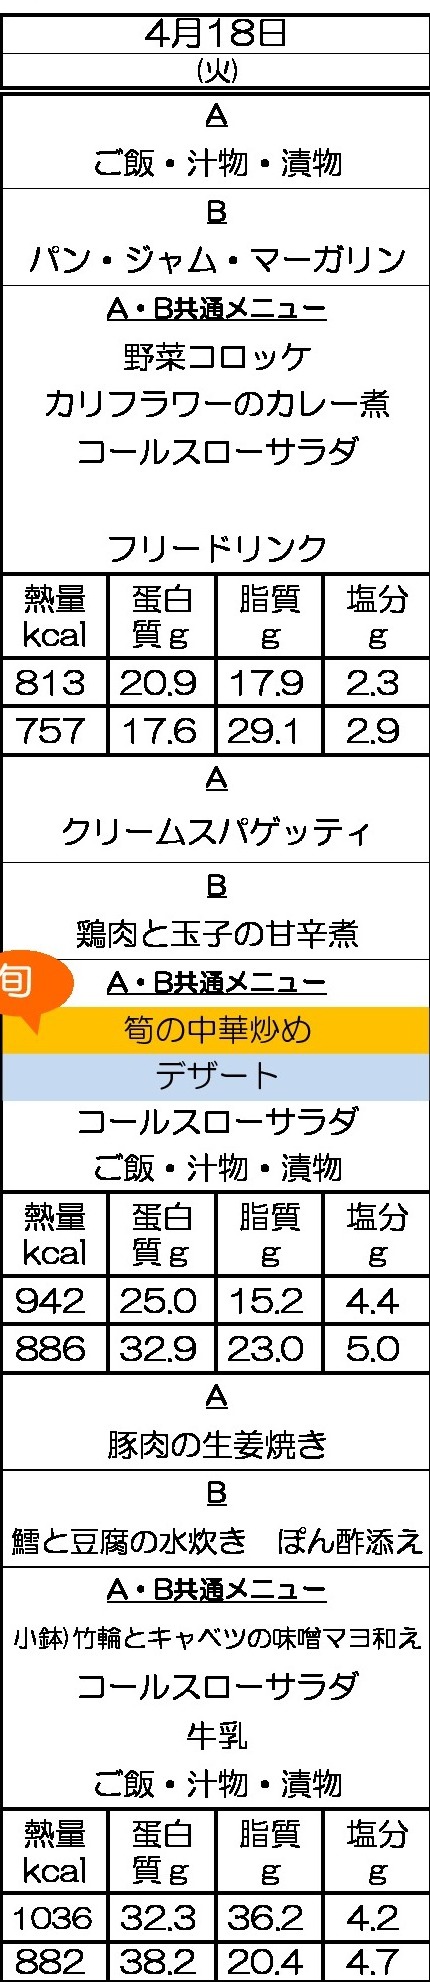 4月18日
(火)
A
ご飯・汁物・漬物
B
パン・ジャム・マーガリン
A・B共通メニュー
野菜コロッケ
カリフラワーのカレー煮
コールスローサラダ
フリードリンク
熱量 蛋白 脂質 塩分
kcal 質g g g
813 20.9 17.9 2.3
757 17.6 29.1 2.9
A
クリームスパゲッティ
B
鶏肉と玉子の甘辛煮
旬 A・B共通メニュー
筍の中華炒め
デザート
コールスローサラダ
ご飯・汁物・漬物
熱量 蛋白 脂質 塩分
kcal 質g g g
942 25.0 15.2 4.4
886 32.9 23.0 5.0
A
豚肉の生姜焼き
B
鱈と豆腐の水炊き　ぽん酢添え
A・B共通メニュー
小鉢)竹輪とキャベツの味噌マヨ和え
コールスローサラダ
牛乳
ご飯・汁物・漬物
熱量 蛋白 脂質 塩分
kcal 質g g g
1036 32.3 36.2 4.2
882 38.2 20.4 4.7